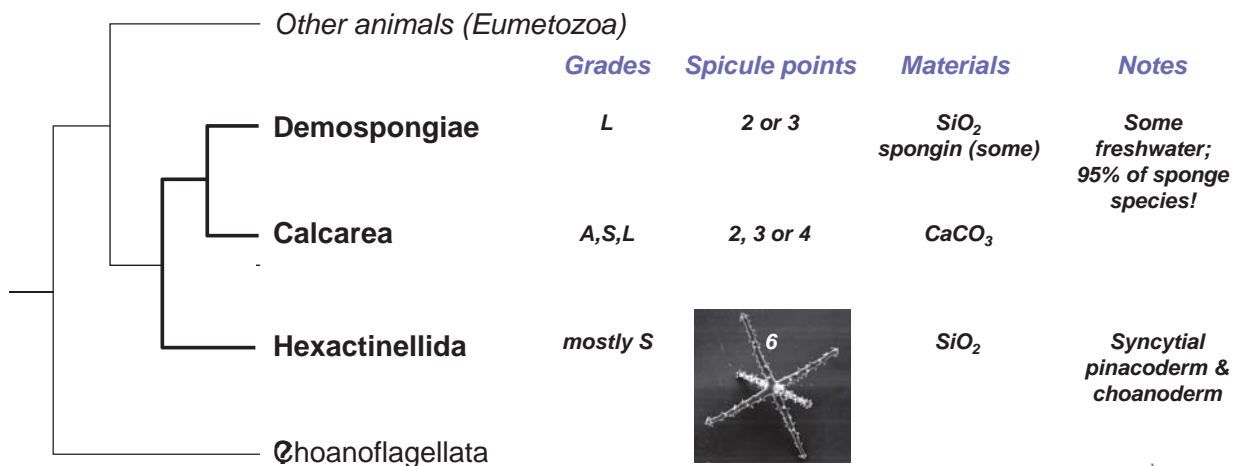 Other animals (Eumetozoa)
Grades Spicule points Materials Notes
Demospongiae L 2 or 3 SiO2 Some
spongin (some) freshwater;
95% of sponge
species!
Calcarea A,S,L 2, 3 or 4 CaCO3
Hexactinellida mostly S 6 SiO2 Syncytial
pinacoderm &
choanoderm
Choanoflagellata